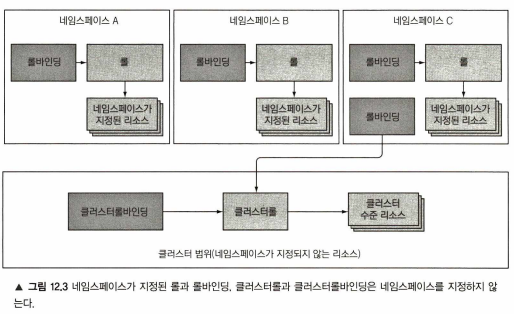 네임스페이스 A
네임스페이스 B
네임스페이스 C
롤바인딩
롤
네임스페이스가
지정된 리소스
롤바인딩
롤
네임스페이스가
지정된 리소스
롤바인딩
롤
롤바인딩
네임스페이스가
지정된 리소스
클러스터롤바인딩
클러스터롤
클러스터
수준 리소스
클러스터 범위(네임스페이스가 지정되지 않는 리소스)
▲ 그림 12.3 네임스페이스가 지정된 롤과 롤바인딩, 클러스터롤과 클러스터롤바인딩은 네임스페이스를 지정하지 않
는다.